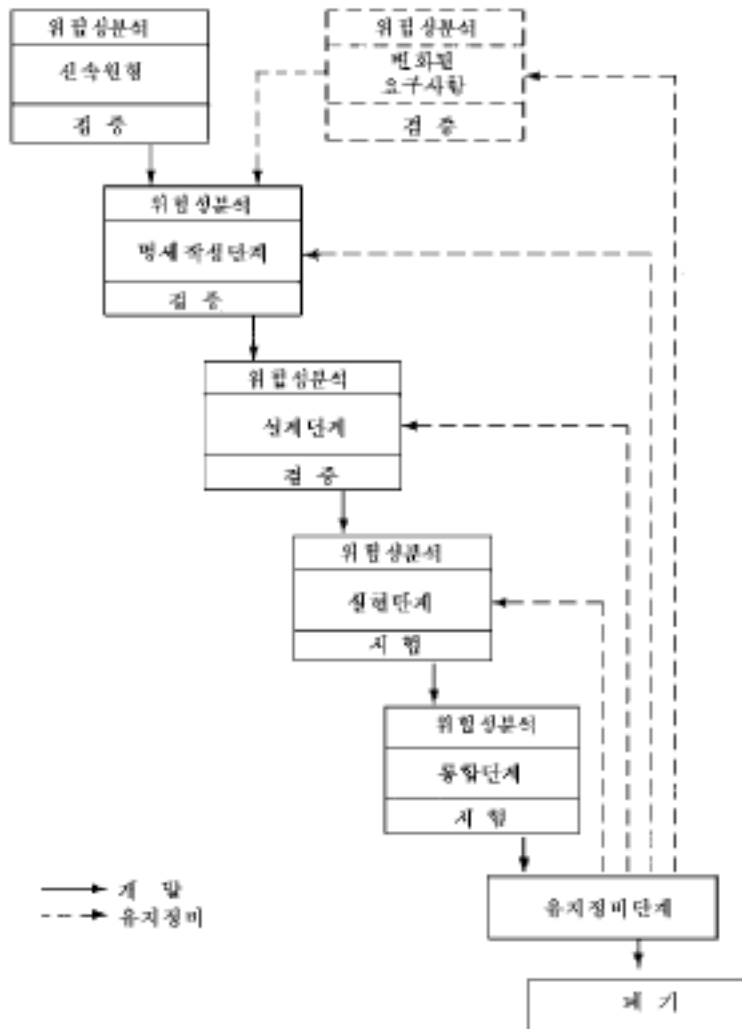 위험성분석
신속원형
검 증
위험성분석
변화된
요구사항
검 증
위험성분석
명세작성단계
검 증
위험성분석
설계단계
검 증
위험성분석
실현단계
시 험
위험성분석
통합단계
시 험
개 발
유지정비
유지정비단계
폐 기